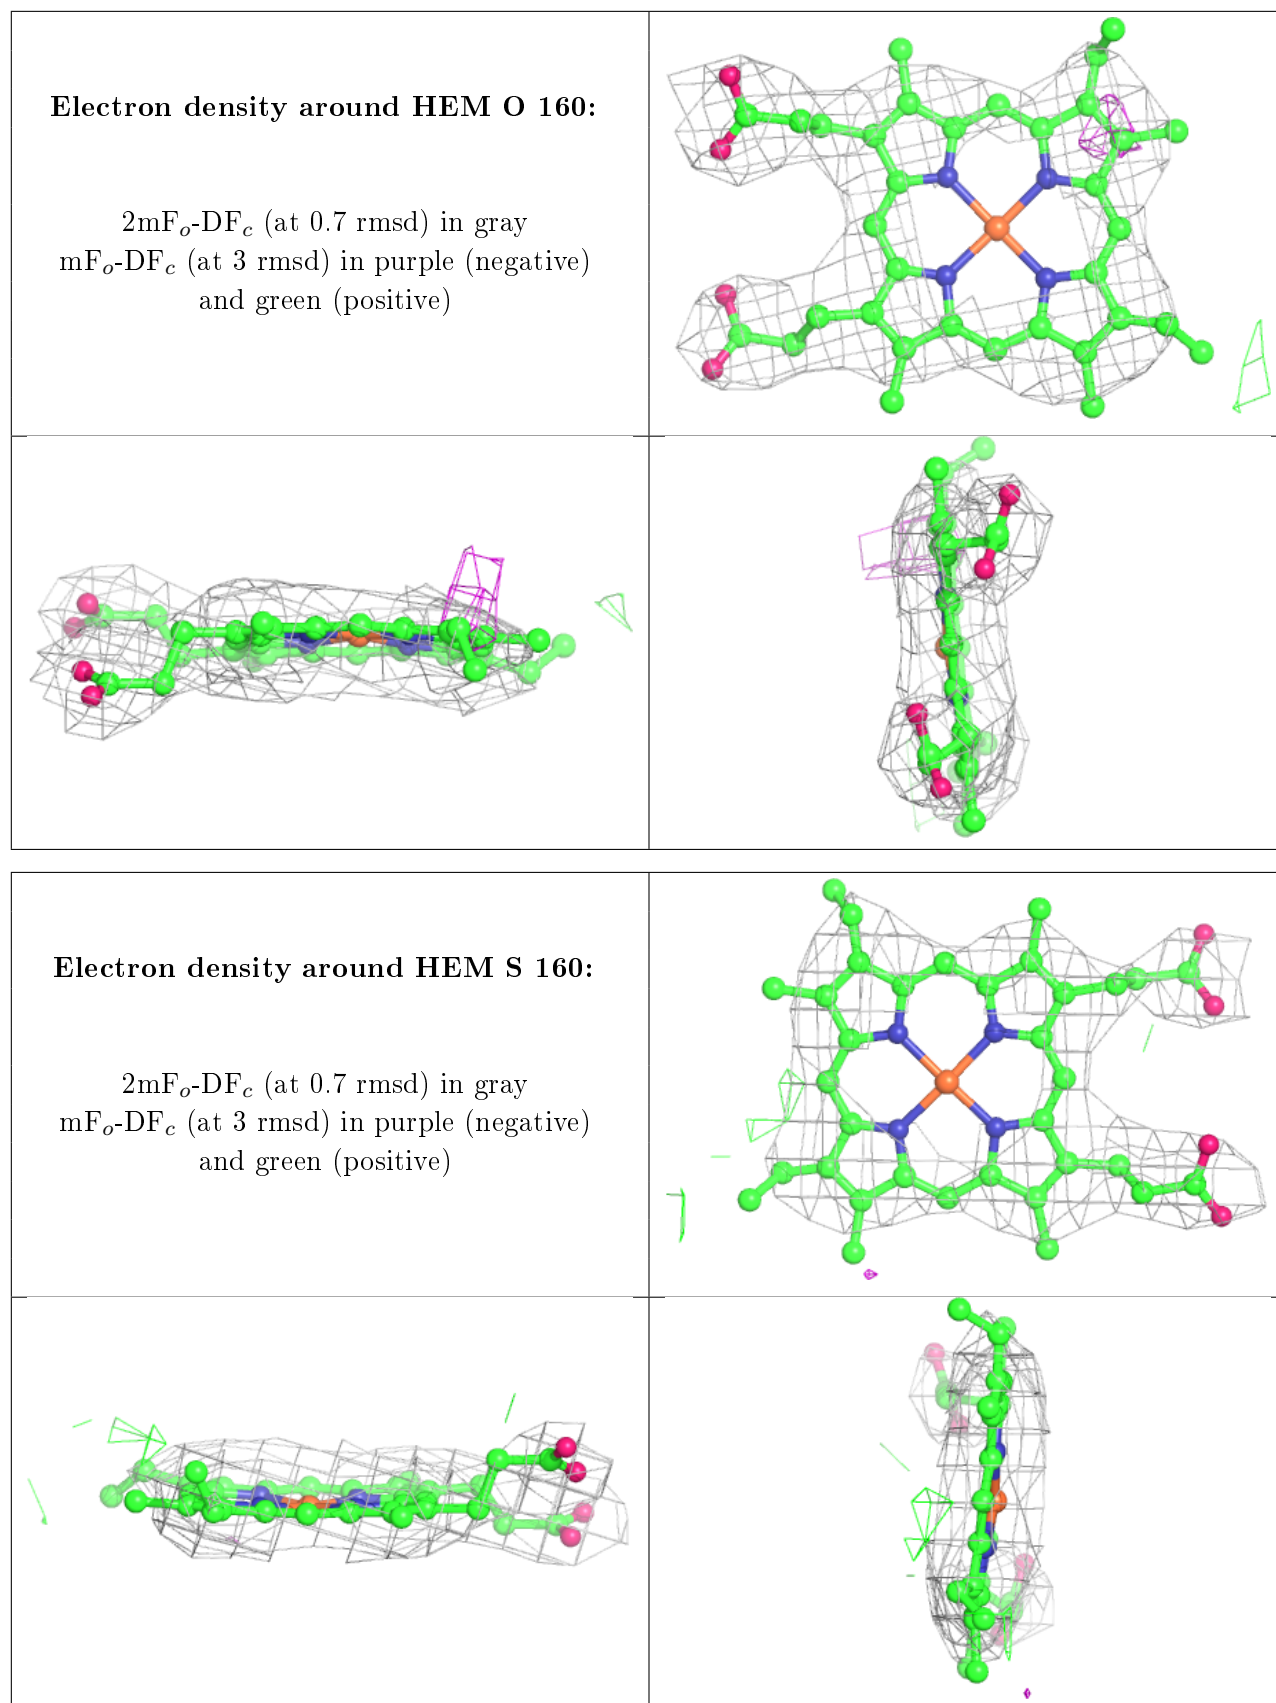 Electron density around HEM O 160:
2mFₒ-DF𝒸 (at 0.7 rmsd) in gray
mFₒ-DF𝒸 (at 3 rmsd) in purple (negative)
and green (positive)
Electron density around HEM S 160:
2mFₒ-DF𝒸 (at 0.7 rmsd) in gray
mFₒ-DF𝒸 (at 3 rmsd) in purple (negative)
and green (positive)